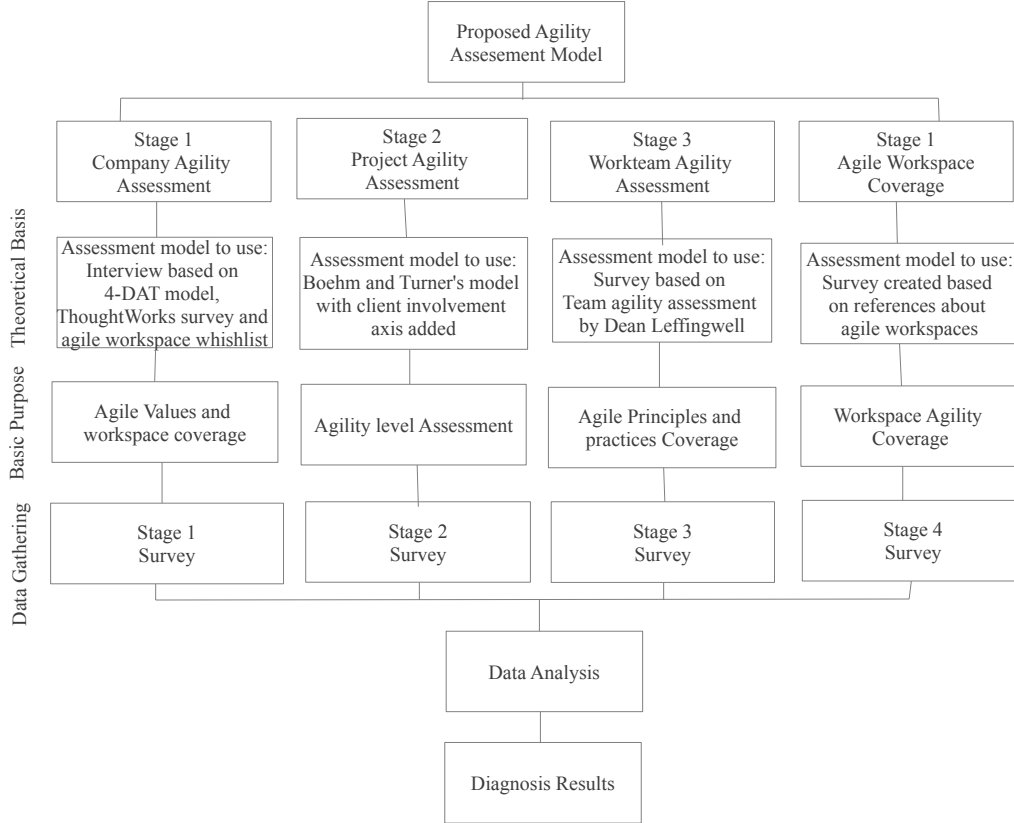 Proposed Agility
Assesement Model
Stage 1
Company Agility
Assessment
Stage 2
Project Agility
Assessment
Stage 3
Workteam Agility
Assessment
Stage 1
Agile Workspace
Coverage
Theoretical Basis
Assessment model to use:
Interview based on
4-DAT model,
ThoughtWorks survey and
agile workspace whishlist
Assessment model to use:
Boehm and Turner's model
with client involvement
axis added
Assessment model to use:
Survey based on
Team agility assessment
by Dean Leffingwell
Assessment model to use:
Survey created based
on references about
agile workspaces
Basic Purpose
Agile Values and
workspace coverage
Agility level Assessment
Agile Principles and
practices Coverage
Workspace Agility
Coverage
Data Gathering
Stage 1
Survey
Stage 2
Survey
Stage 3
Survey
Stage 4
Survey
Data Analysis
Diagnosis Results